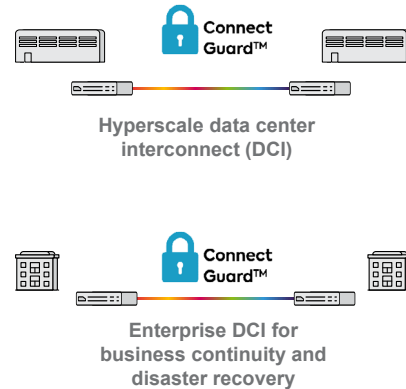 Connect
Guard™
Hyperscale data center
interconnect (DCI)
Connect
Guard™
Enterprise DCI for
business continuity and
disaster recovery